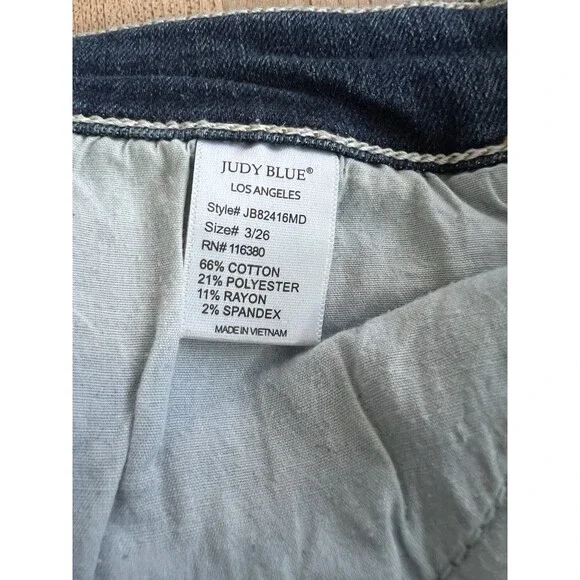 JUDY BLUE®
LOS ANGELES
Style# JB82416MD
Size# 3/26
RN# 116380
66% COTTON
21% POLYESTER
11% RAYON
2% SPANDEX
MADE IN VIETNAM